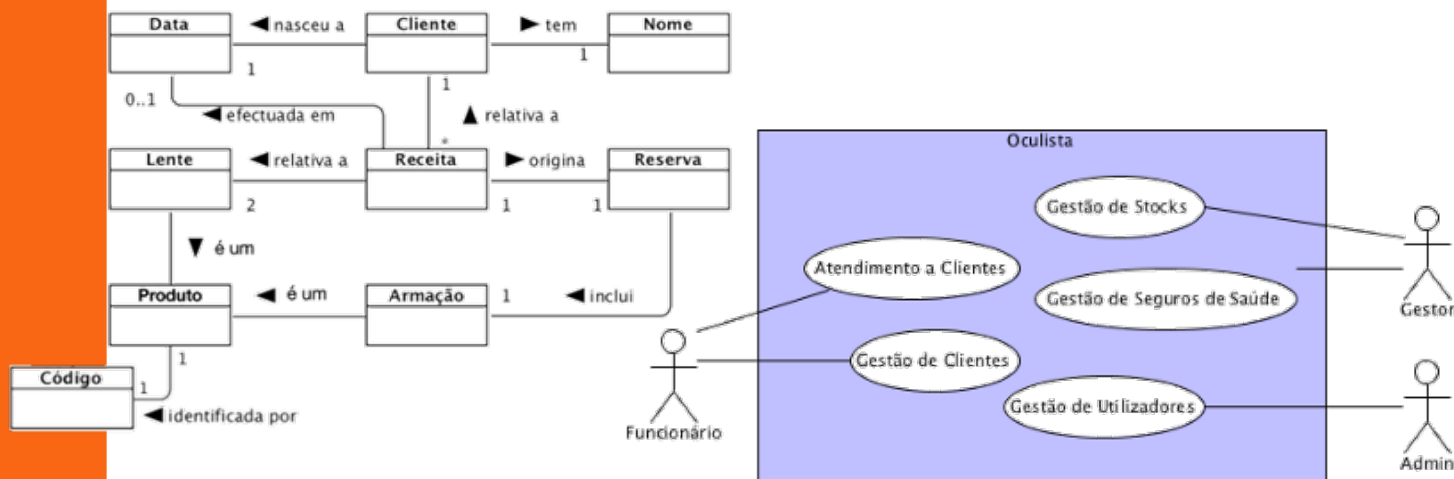 Data
nasceu a
Cliente
tem
Nome
1
1
0..1
1
efectuada em
relativa a
*
Lente
relativa a
Receita
origina
Reserva
2
1
1
é um
Produto
é um
Armação
1
inclui
1
Código
1
identificada por
Oculista
Gestão de Stocks
Atendimento a Clientes
Gestão de Seguros de Saúde
Gestor
Gestão de Clientes
Gestão de Utilizadores
Funcionário
Admin